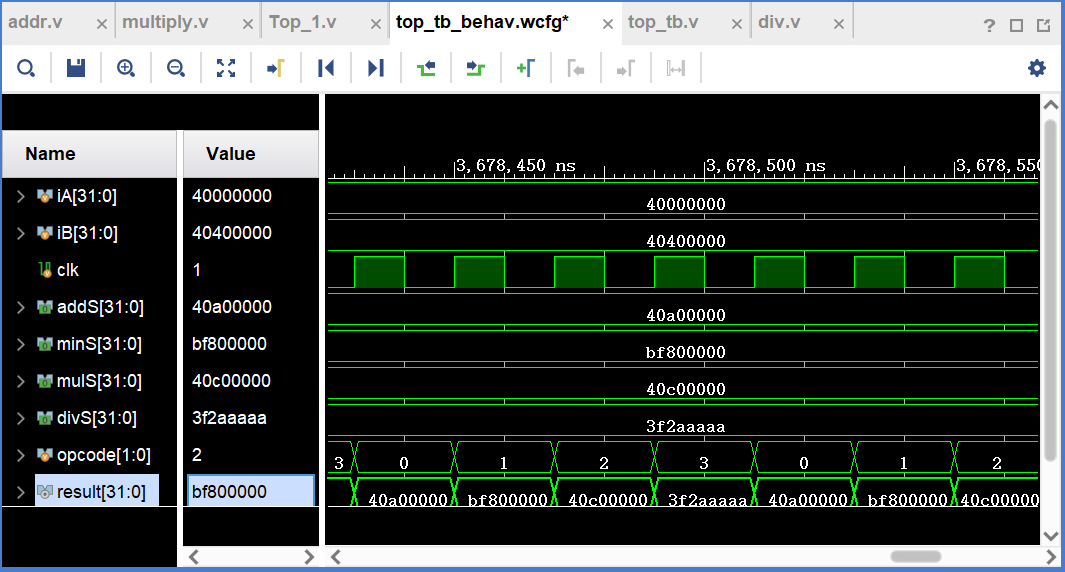 addr.v × multiply.v × Top_1.v × top_tb_behav.wcfg* × top_tb.v × div.v × ?
Name Value
3,678,450 ns 3,678,500 ns 3,678,550
iA[31:0] 40000000 40000000
iB[31:0] 40400000 40400000
clk 1
addS[31:0] 40a00000 40a00000
minS[31:0] bf800000 bf800000
mulS[31:0] 40c00000 40c00000
divS[31:0] 3f2aaaaa 3f2aaaaa
opcode[1:0] 2 3 0 1 2 3 0 1 2
result[31:0] bf800000 40a00000 bf800000 40c00000 3f2aaaaa 40a00000 bf800000 40c00000